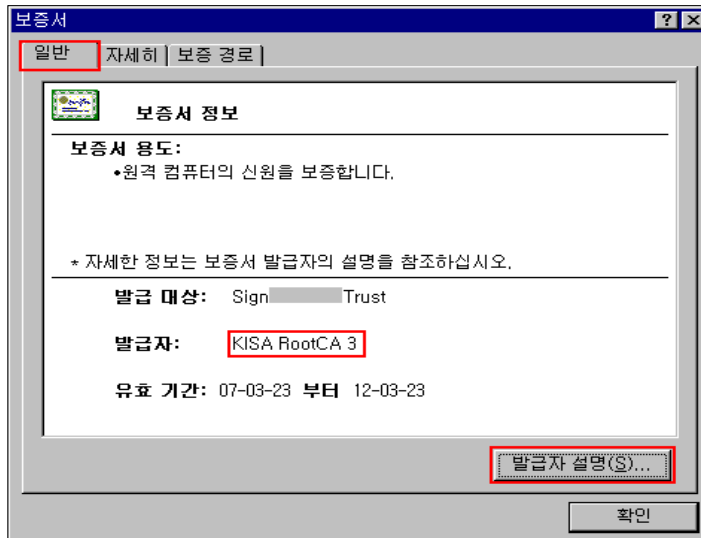 보증서
일반 자세히 보증 경로
보증서 정보
보증서 용도:
•원격 컴퓨터의 신원을 보증합니다.
* 자세한 정보는 보증서 발급자의 설명을 참조하십시오.
발급 대상: Sign Trust
발급자: KISA RootCA 3
유효 기간: 07-03-23 부터 12-03-23
발급자 설명(S)...
확인